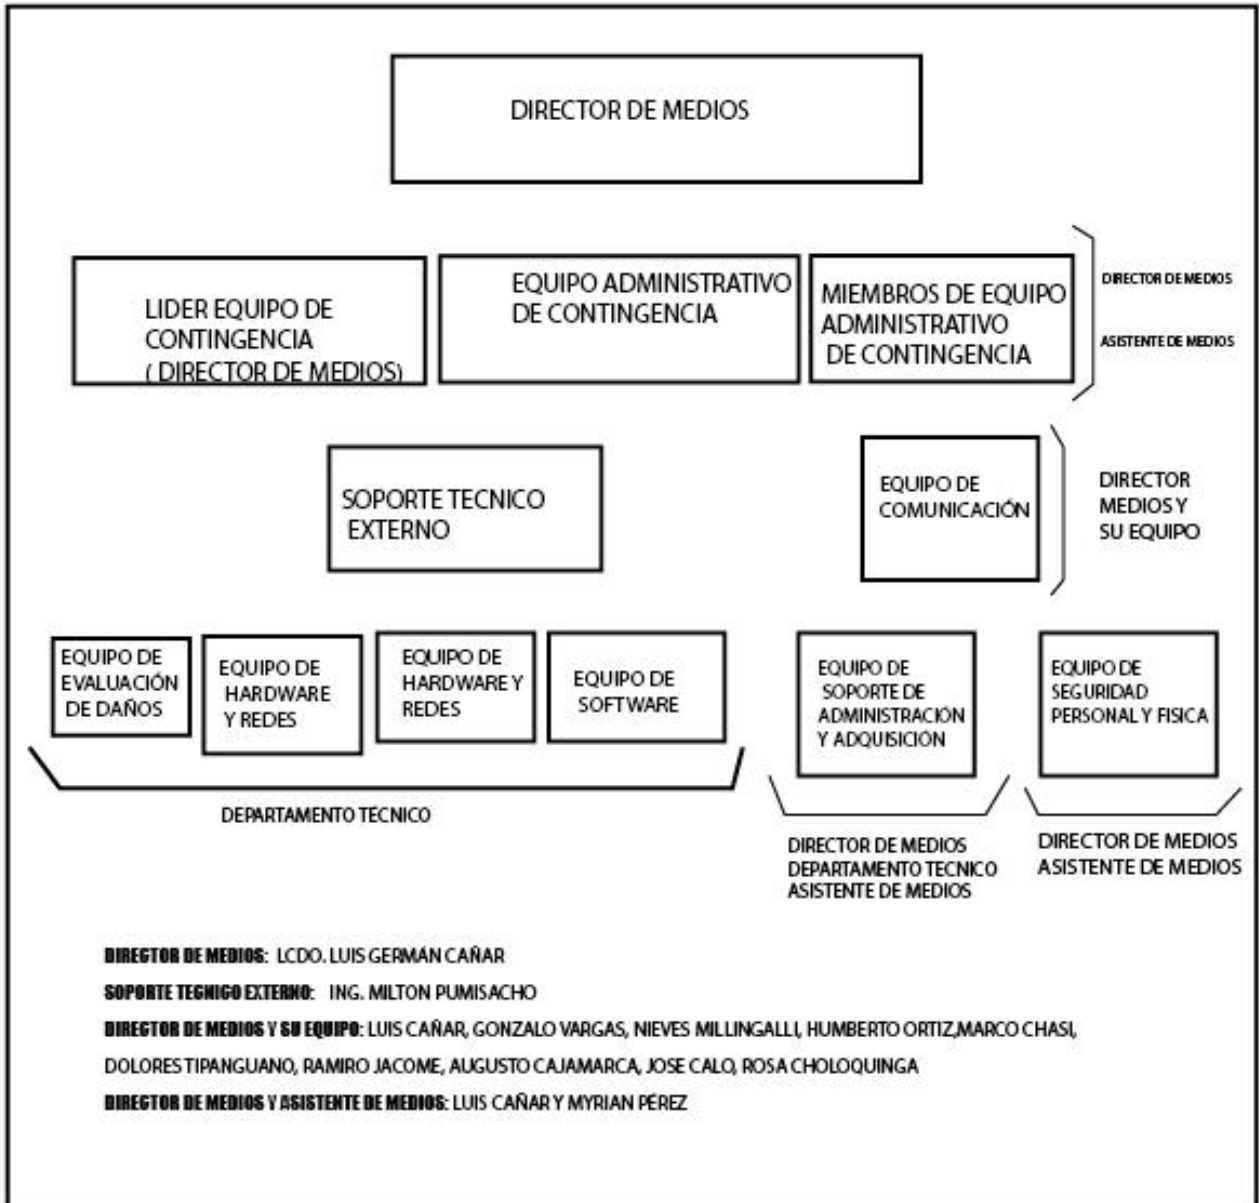 DIRECTOR DE MEDIOS
LIDER EQUIPO DE
CONTINGENCIA
( DIRECTOR DE MEDIOS)
EQUIPO ADMINISTRATIVO
DE CONTINGENCIA
MIEMBROS DE EQUIPO
ADMINISTRATIVO
DE CONTINGENCIA
DIRECTOR DE MEDIOS
ASISTENTE DE MEDIOS
SOPORTE TECNICO
EXTERNO
EQUIPO DE
COMUNICACIÓN
DIRECTOR
MEDIOS Y
SU EQUIPO
EQUIPO DE
EVALUACIÓN
DE DAÑOS
EQUIPO DE
HARDWARE
Y REDES
EQUIPO DE
HARDWARE Y
REDES
EQUIPO DE
SOFTWARE
EQUIPO DE
SOPORTE DE
ADMINISTRACIÓN
Y ADQUISICION
EQUIPO DE
SEGURIDAD
PERSONAL Y FISICA
DEPARTAMENTO TÉCNICO
DIRECTOR DE MEDIOS
DEPARTAMENTO TECNICO
ASISTENTE DE MEDIOS
DIRECTOR DE MEDIOS
ASISTENTE DE MEDIOS
DIRECTOR DE MEDIOS: LCDO. LUIS GERMÁN CAÑAR
SOPORTE TECNICO EXTERNO: ING. MILTON PUMISACHO
DIRECTOR DE MEDIOS Y SU EQUIPO: LUIS CAÑAR, GONZALO VARGAS, NIEVES MILLINGALLI, HUMBERTO ORTIZ,MARCO CHASI,
DOLORES TIPANGUANO, RAMIRO JACOME, AUGUSTO CAJAMARCA, JOSE CALO, ROSA CHOLOQUINGA
DIRECTOR DE MEDIOS Y ASISTENTE DE MEDIOS: LUIS CAÑAR Y MYRIAN PÉREZ